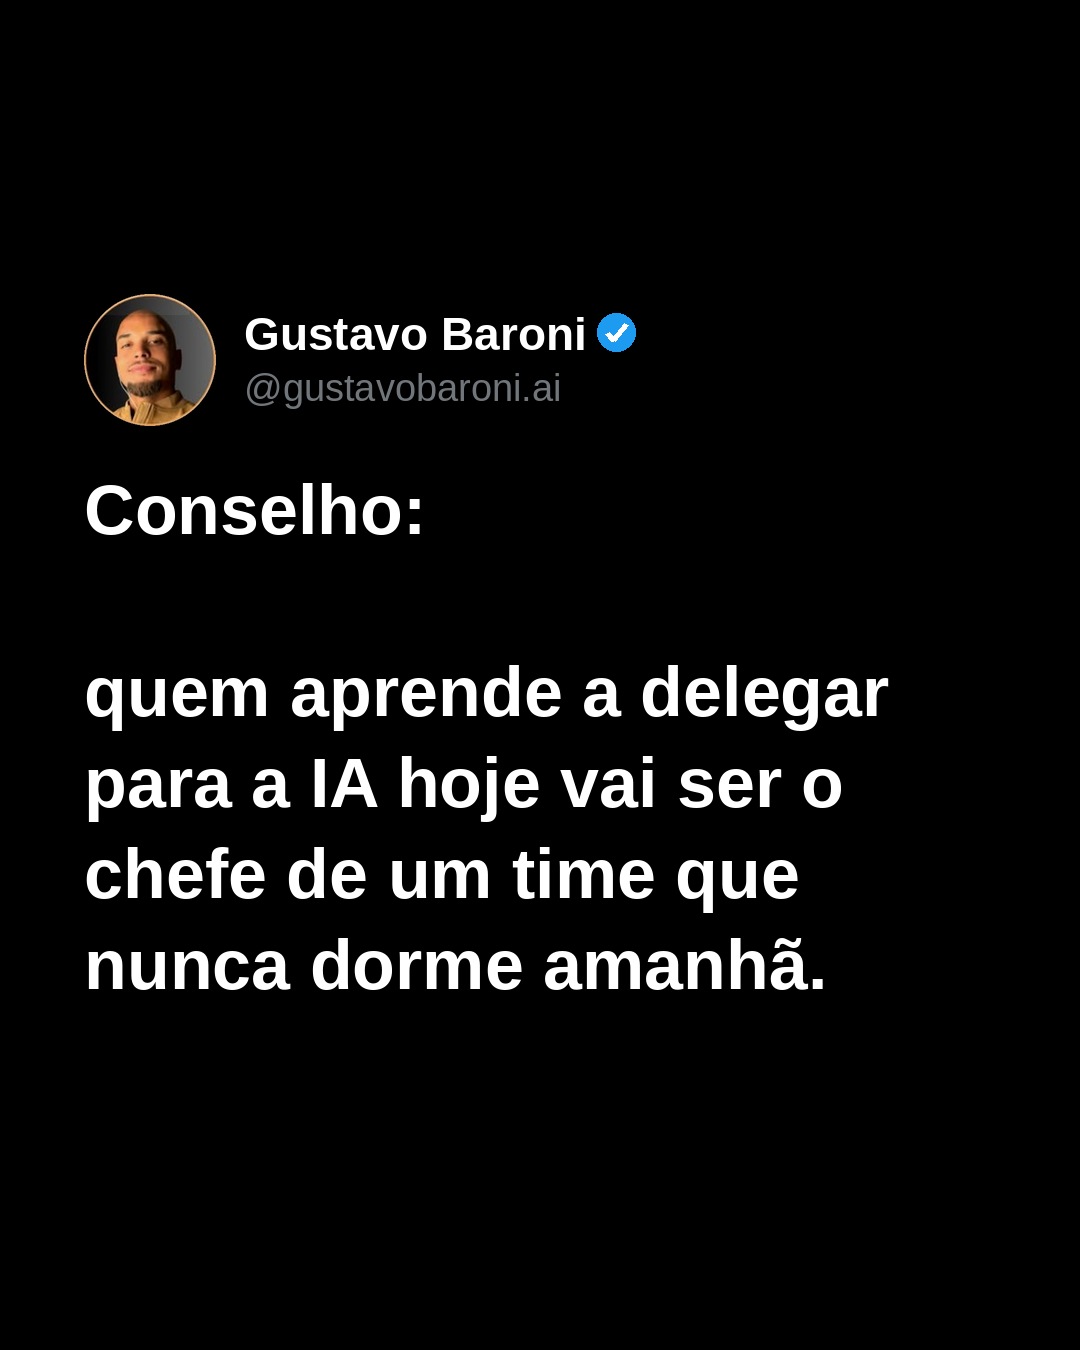 Gustavo Baroni
@gustavobaroni.ai
Conselho:
quem aprende a delegar
para a IA hoje vai ser o
chefe de um time que
nunca dorme amanhã.